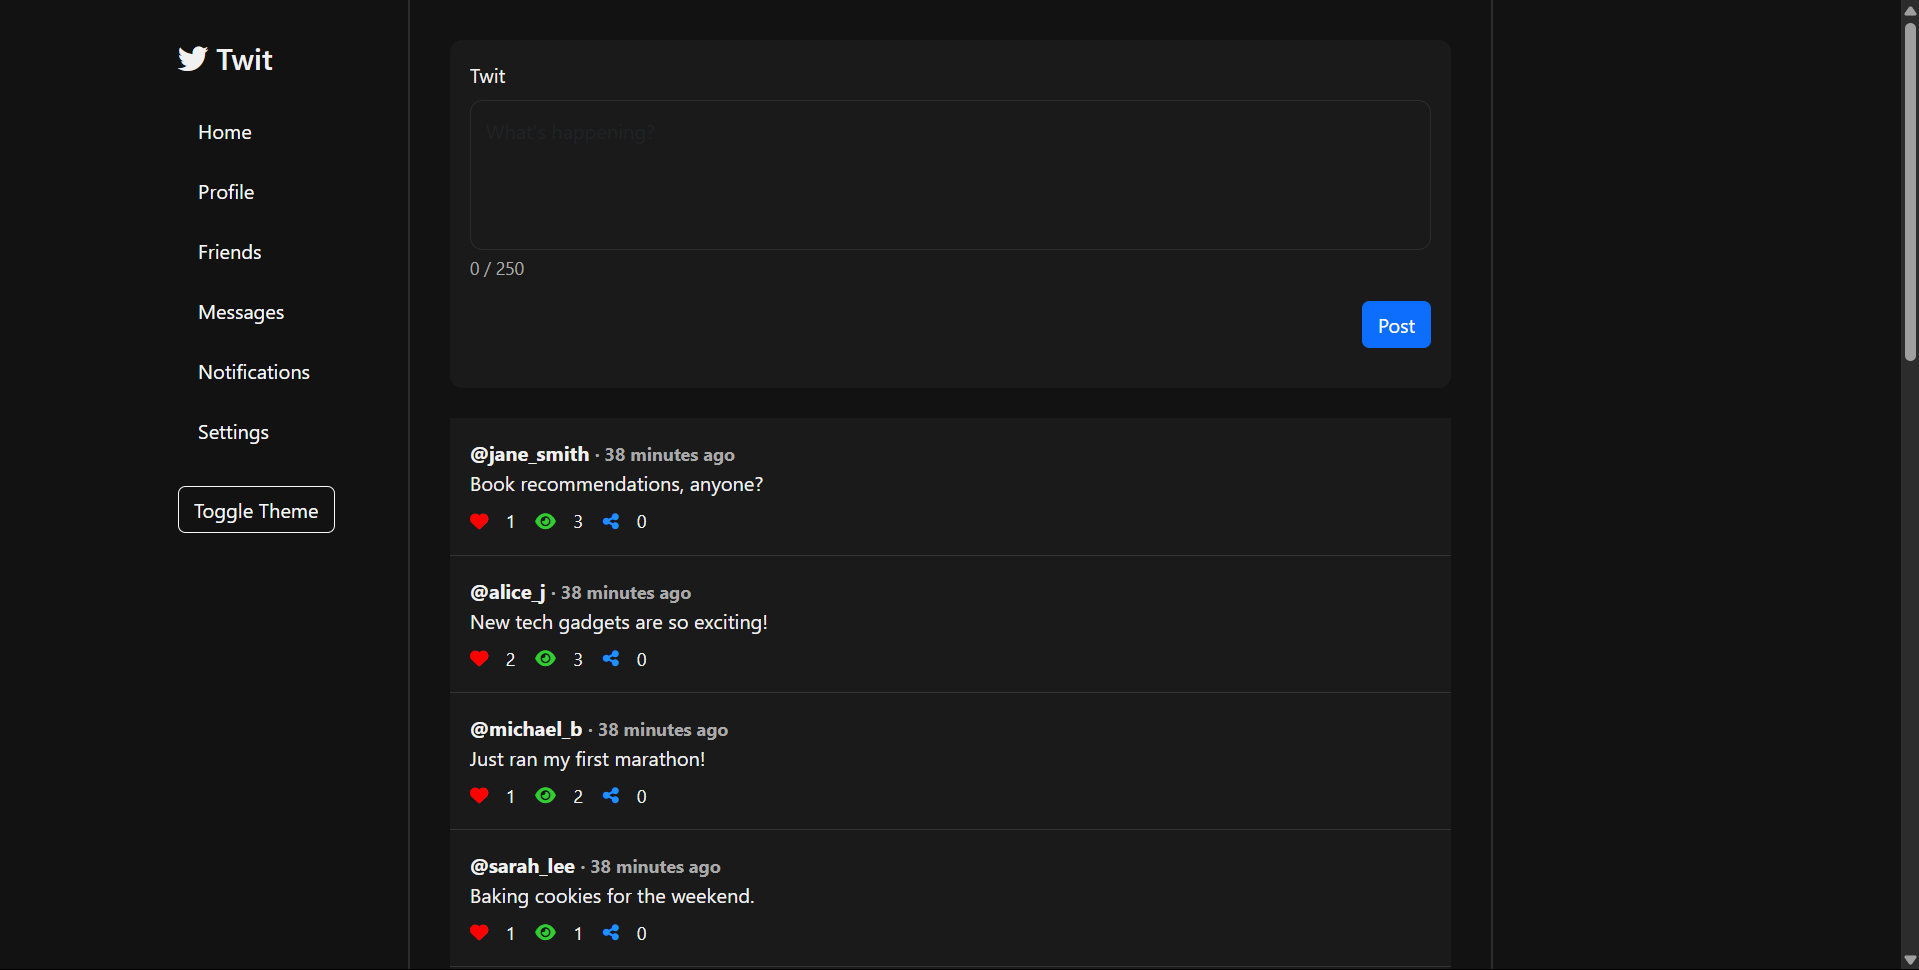 Twit
Home
Profile
Friends
Messages
Notifications
Settings
Toggle Theme
Twit
What's happening?
0 / 250
Post
@jane_smith · 38 minutes ago
Book recommendations, anyone?
1 3 0
@alice_j · 38 minutes ago
New tech gadgets are so exciting!
2 3 0
@michael_b · 38 minutes ago
Just ran my first marathon!
1 2 0
@sarah_lee · 38 minutes ago
Baking cookies for the weekend.
1 1 0